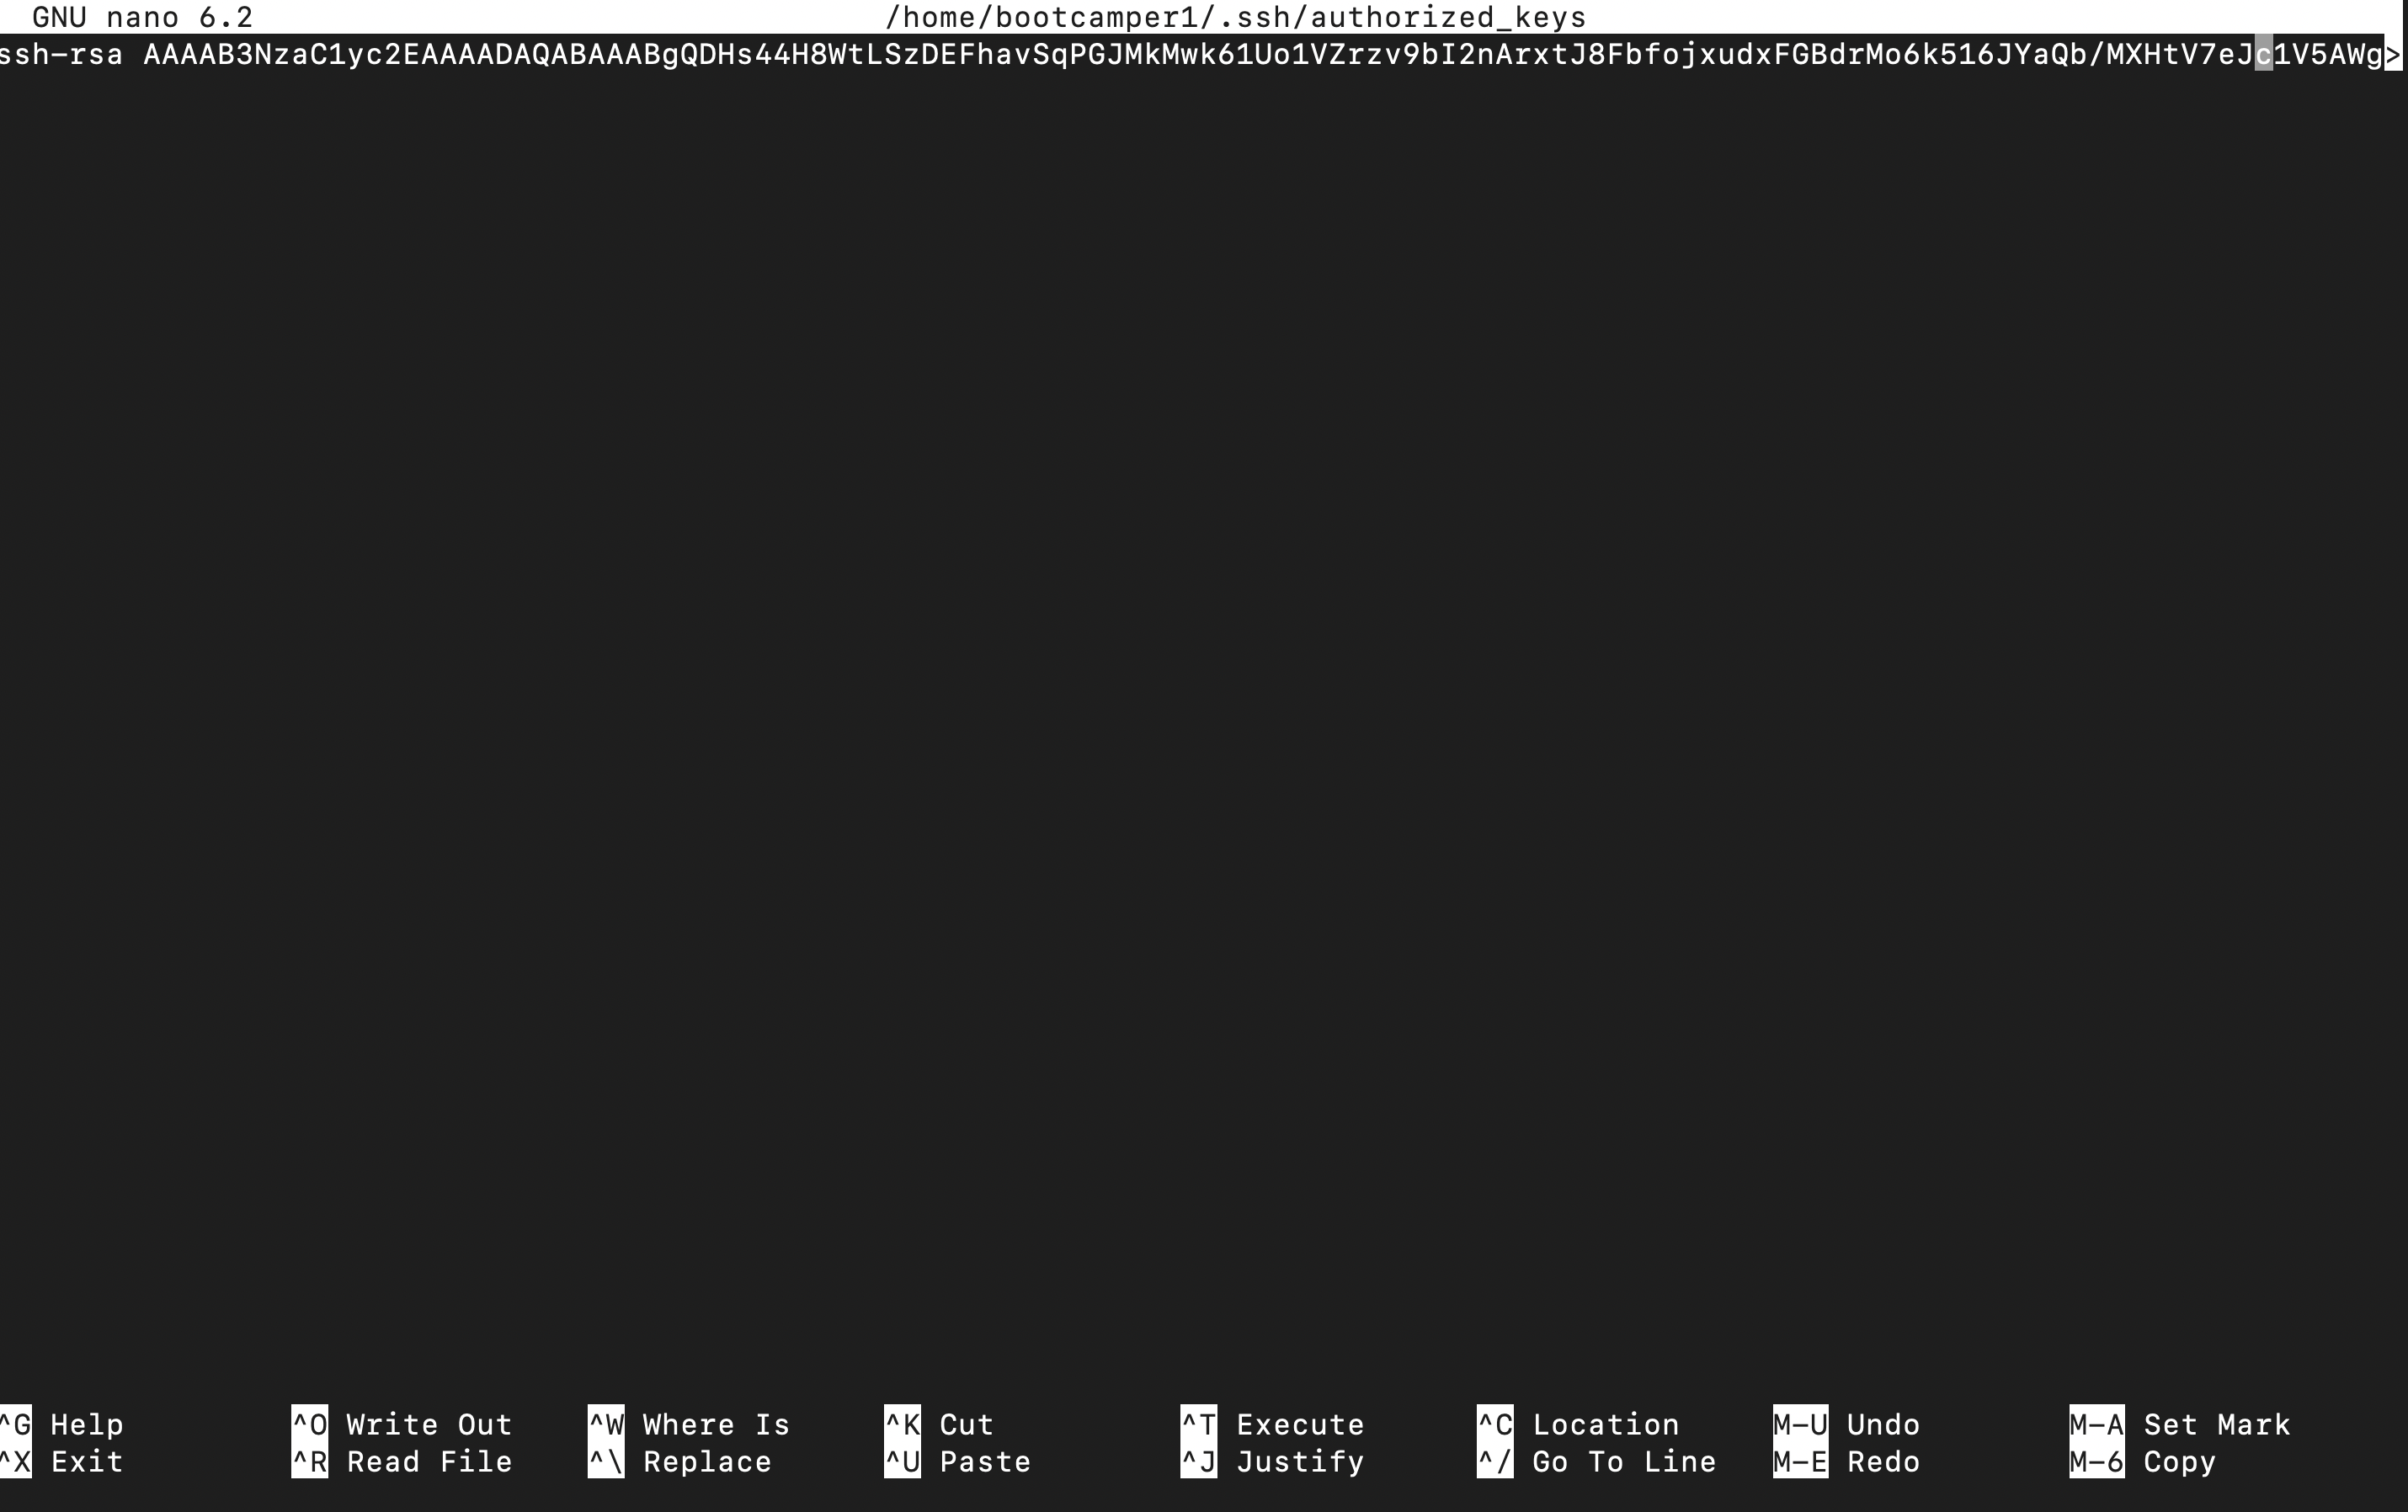 GNU nano 6.2 /home/bootcamper1/.ssh/authorized_keys
ssh-rsa AAAAB3NzaC1yc2EAAAADAQABAAABgQDHs44H8WtLSzDEFhavSqPGJMkMwk61Uo1VZrzv9bI2nArxtJ8FbfojxudxFGBdrMo6k516JYaQb/MXHtV7eJc1V5AWg>
^G Help ^O Write Out ^W Where Is ^K Cut ^T Execute ^C Location M-U Undo M-A Set Mark
^X Exit ^R Read File ^\ Replace ^U Paste ^J Justify ^/ Go To Line M-E Redo M-6 Copy